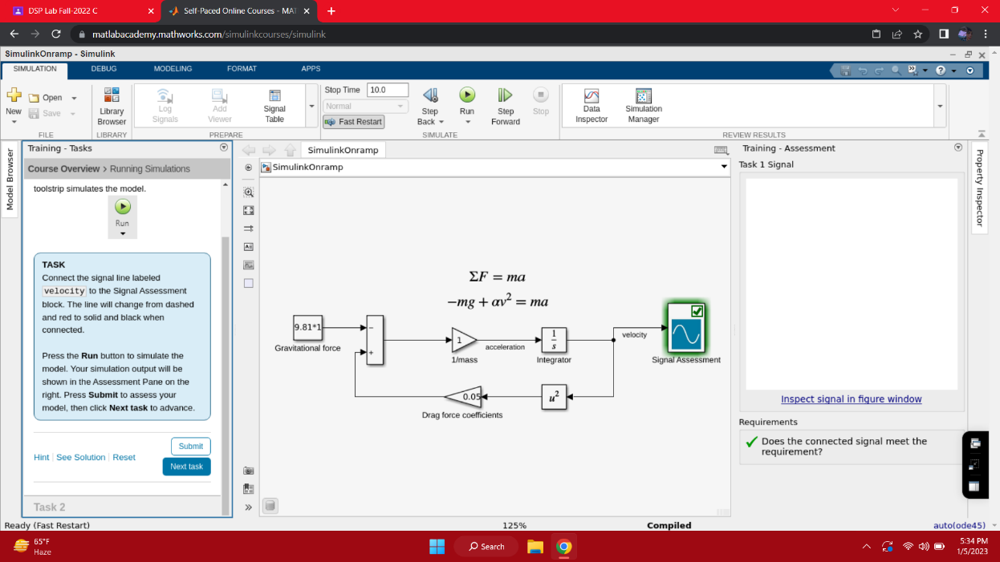 DSP Lab Fall-2022 C
Self-Paced Online Courses - MAT
matlabacademy.mathworks.com/simulinkcourses/simulink
SimulinkOnramp - Simulink
SIMULATION DEBUG MODELING FORMAT APPS
New
Open
Save
FILE
Library
Browser
LIBRARY
Log
Signals
Add
Viewer
Signal
Table
PREPARE
Stop Time 10.0
Normal
Fast Restart
Step
Back
Run
Step
Forward
Stop
SIMULATE
Data
Inspector
Simulation
Manager
REVIEW RESULTS
Model Browser
Training - Tasks
Course Overview > Running Simulations
toolstrip simulates the model.
Run
TASK
Connect the signal line labeled
velocity to the Signal Assessment
block. The line will change from dashed
and red to solid and black when
connected.
Press the Run button to simulate the
model. Your simulation output will be
shown in the Assessment Pane on the
right. Press Submit to assess your
model, then click Next task to advance.
Submit
Hint See Solution Reset
Next task
Task 2
SimulinkOnramp
SimulinkOnramp
ΣF = ma
−mg + αv² = ma
9.81*1
Gravitational force
−
+
1
1/mass
acceleration
1
s
Integrator
velocity
Signal Assessment
0.05
Drag force coefficients
u²
Training - Assessment
Task 1 Signal
Inspect signal in figure window
Requirements
Does the connected signal meet the
requirement?
Property Inspector
Ready (Fast Restart)
125%
Compiled
auto(ode45)
65°F
Haze
Search
5:34 PM
1/5/2023